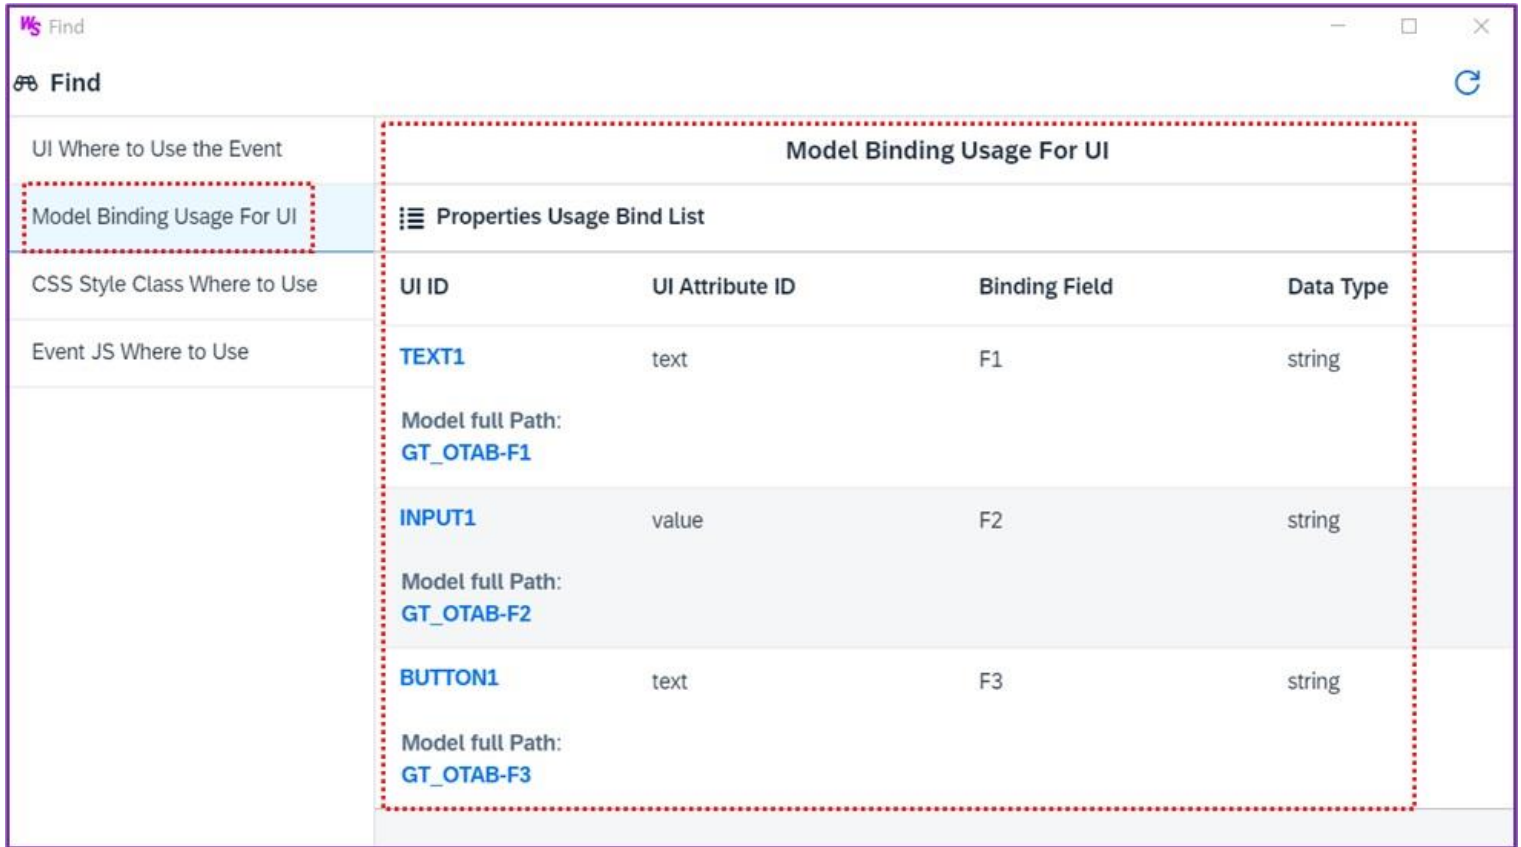 WS Find
Find
UI Where to Use the Event
Model Binding Usage For UI
CSS Style Class Where to Use
Event JS Where to Use
Model Binding Usage For UI
Properties Usage Bind List
UI ID UI Attribute ID Binding Field Data Type
TEXT1 text F1 string
Model full Path:
GT_OTAB-F1
INPUT1 value F2 string
Model full Path:
GT_OTAB-F2
BUTTON1 text F3 string
Model full Path:
GT_OTAB-F3